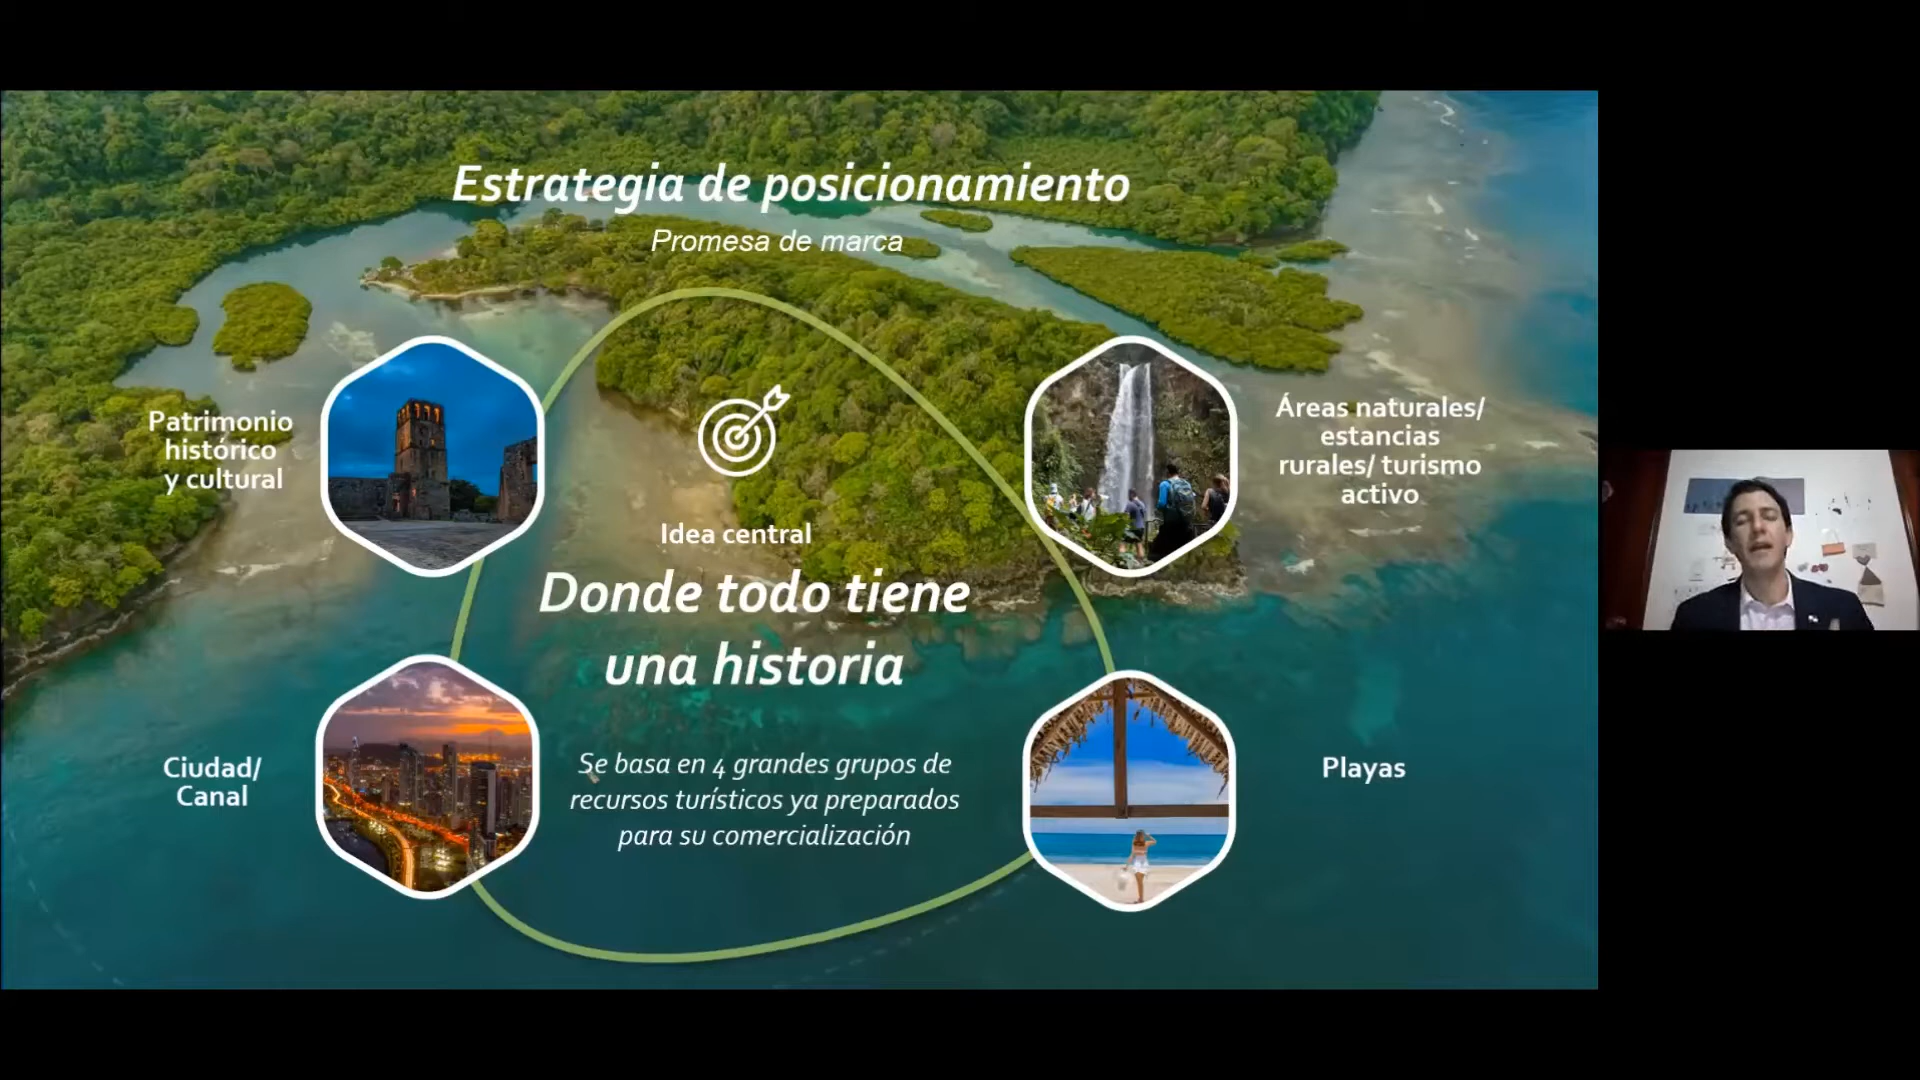 Estrategia de posicionamiento
Promesa de marca
Patrimonio
histórico
y cultural
Áreas naturales/
estancias
rurales/ turismo
activo
Idea central
Donde todo tiene
una historia
Ciudad/
Canal
Se basa en 4 grandes grupos de
recursos turísticos ya preparados
para su comercialización
Playas